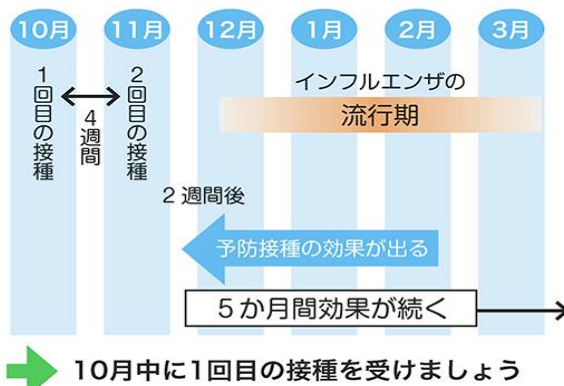 10月 11月 12月 1月 2月 3月
1回目の接種
4週間
2回目の接種
インフルエンザの
流行期
2週間後
予防接種の効果が出る
5か月間効果が続く
10月中に1回目の接種を受けましょう